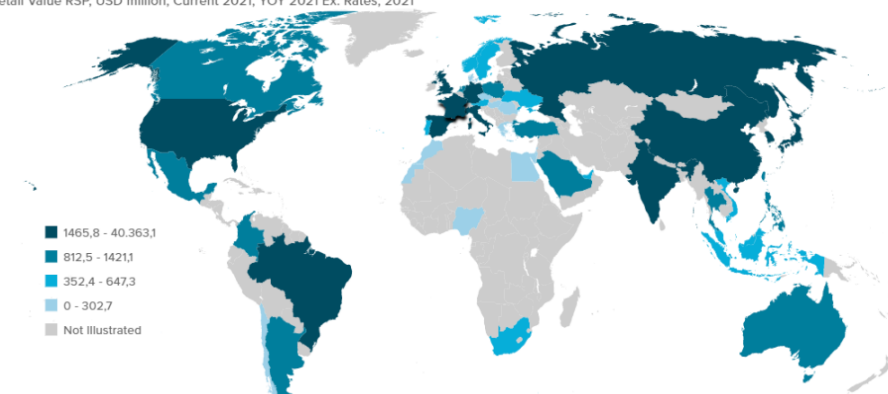 etail Value RSP, USD million, Current 2021, YOY 2021 Ex. Rates, 2021
1465,8 - 40.363,1
812,5 - 1421,1
352,4 - 647,3
0 - 302,7
Not Illustrated